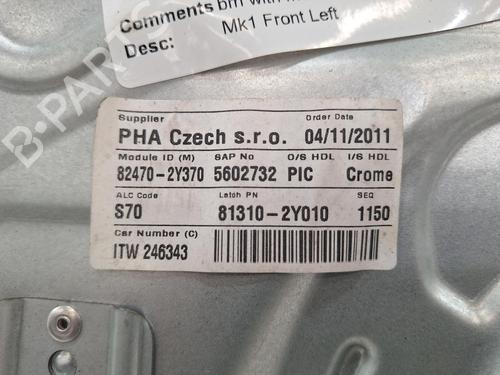 Comments
Mk1 Front Left
Desc:
Supplier Order Date
PHA Czech s.r.o. 04/11/2011
Module ID (M) SAP No O/S HDL I/S HDL
82470-2Y370 5602732 PIC Crome
ALC Code Latch PN SEQ
S70 81310-2Y010 1150
Car Number (C)
ITW 246343
B-PARTS